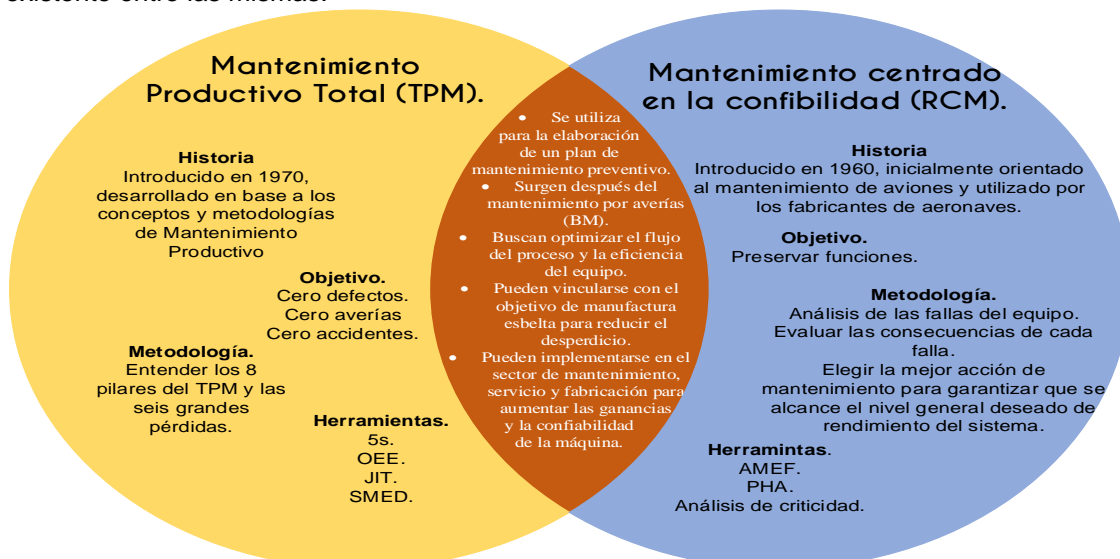 existente entre las mismas.
Mantenimiento
Productivo Total (TPM).
Historia
Introducido en 1970,
desarrollado en base a los
conceptos y metodologías
de Mantenimiento
Productivo
Objetivo.
Cero defectos.
Cero averías
Cero accidentes.
Metodología.
Entender los 8
pilares del TPM y las
seis grandes
pérdidas.
Herramientas.
5s.
OEE.
JIT.
SMED.
• Se utiliza
para la elaboración
de un plan de
mantenimiento preventivo.
• Surgen después del
mantenimiento por averías
(BM).
• Buscan optimizar el flujo
del proceso y la eficiencia
del equipo.
• Pueden vincularse con el
objetivo de manufactura
esbelta para reducir el
desperdicio.
• Pueden implementarse en el
sector de mantenimiento,
servicio y fabricación para
aumentar las ganancias
y la confiabilidad
de la máquina.
Mantenimiento centrado
en la confibilidad (RCM).
Historia
Introducido en 1960, inicialmente orientado
al mantenimiento de aviones y utilizado por
los fabricantes de aeronaves.
Objetivo.
Preservar funciones.
Metodología.
Análisis de las fallas del equipo.
Evaluar las consecuencias de cada
falla.
Elegir la mejor acción de
mantenimiento para garantizar que se
alcance el nivel general deseado de
rendimiento del sistema.
Herramintas.
AMEF.
PHA.
Análisis de criticidad.